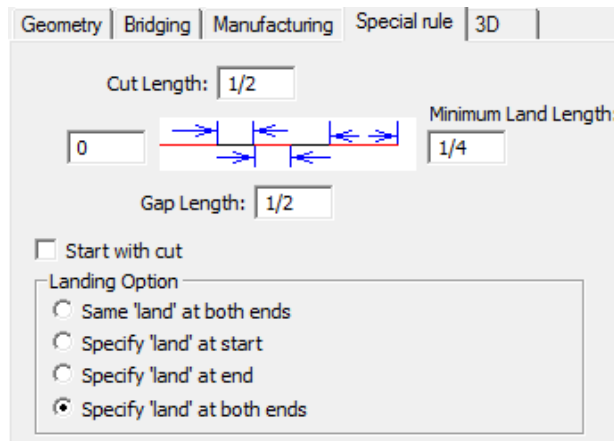 Geometry Bridging Manufacturing Special rule 3D
Cut Length: 1/2
Minimum Land Length:
0 1/4
Gap Length: 1/2
Start with cut
Landing Option
Same 'land' at both ends
Specify 'land' at start
Specify 'land' at end
Specify 'land' at both ends